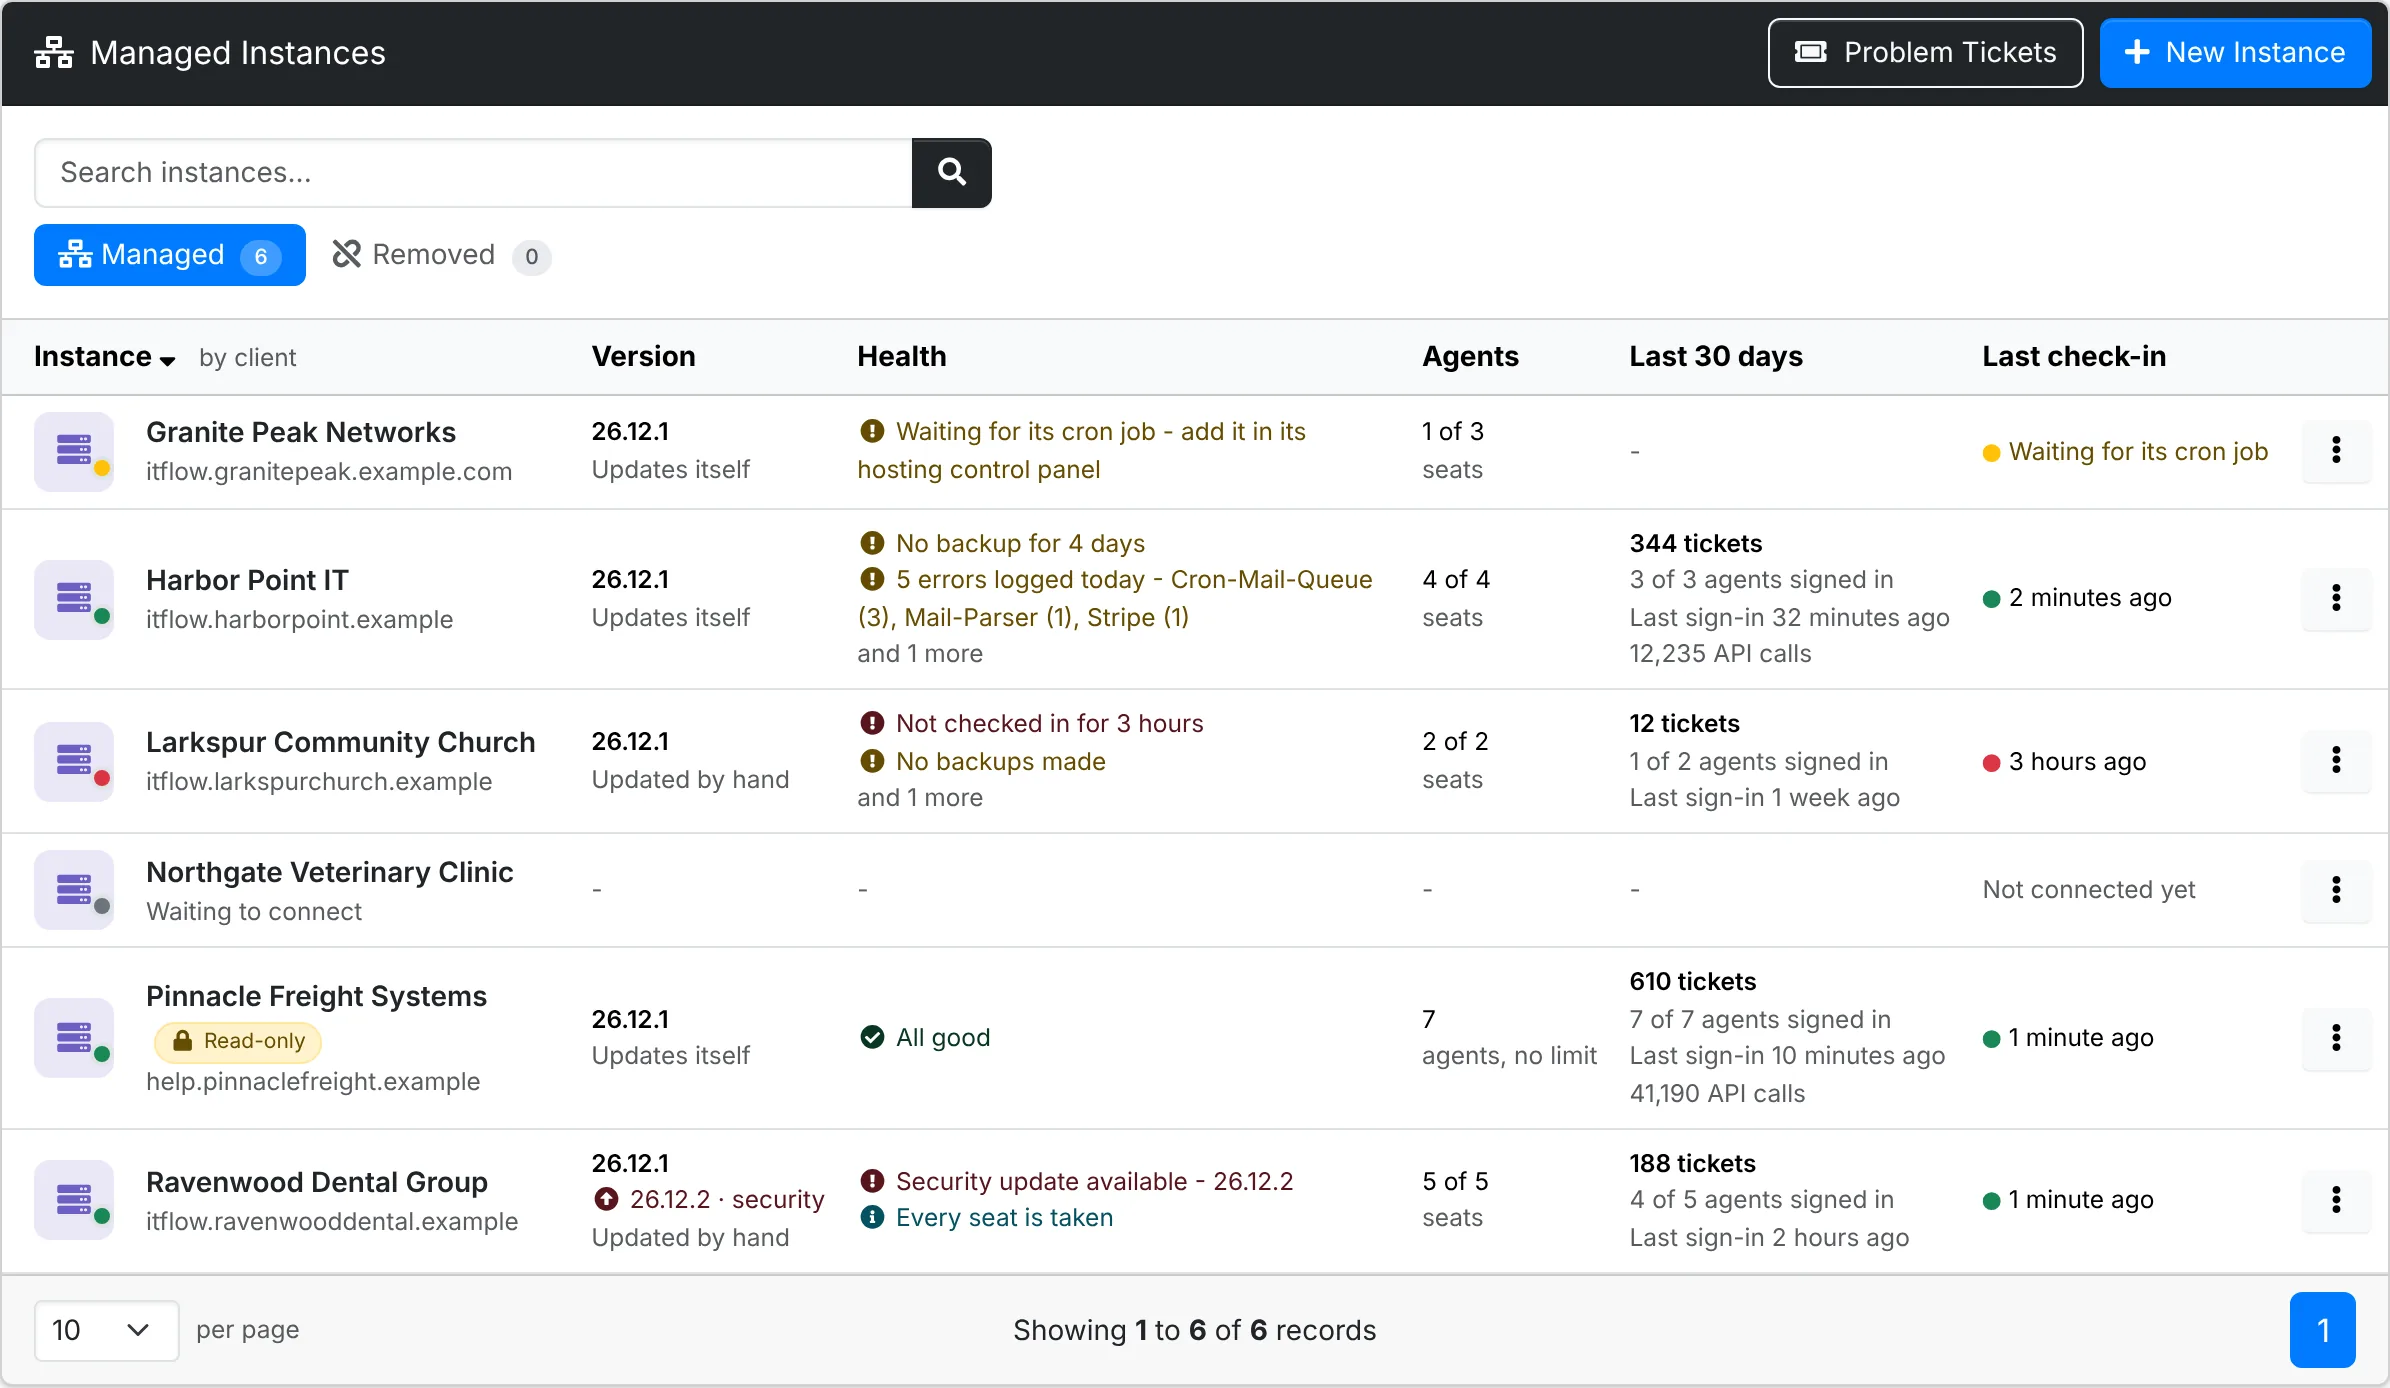 Managed Instances
Problem Tickets
New Instance
Search instances...
Managed 6
Removed 0
Instance by client
Version
Health
Agents
Last 30 days
Last check-in
Granite Peak Networks
itflow.granitepeak.example.com
26.12.1
Updates itself
Waiting for its cron job - add it in its
hosting control panel
1 of 3
seats
-
Waiting for its cron job
Harbor Point IT
itflow.harborpoint.example
26.12.1
Updates itself
No backup for 4 days
5 errors logged today - Cron-Mail-Queue
(3), Mail-Parser (1), Stripe (1)
and 1 more
4 of 4
seats
344 tickets
3 of 3 agents signed in
Last sign-in 32 minutes ago
12,235 API calls
2 minutes ago
Larkspur Community Church
itflow.larkspurchurch.example
26.12.1
Updated by hand
Not checked in for 3 hours
No backups made
and 1 more
2 of 2
seats
12 tickets
1 of 2 agents signed in
Last sign-in 1 week ago
3 hours ago
Northgate Veterinary Clinic
Waiting to connect
-
-
-
-
Not connected yet
Pinnacle Freight Systems
Read-only
help.pinnaclefreight.example
26.12.1
Updates itself
All good
7
agents, no limit
610 tickets
7 of 7 agents signed in
Last sign-in 10 minutes ago
41,190 API calls
1 minute ago
Ravenwood Dental Group
itflow.ravenwooddental.example
26.12.1
26.12.2 · security
Updated by hand
Security update available - 26.12.2
Every seat is taken
5 of 5
seats
188 tickets
4 of 5 agents signed in
Last sign-in 2 hours ago
1 minute ago
10
per page
Showing 1 to 6 of 6 records
1